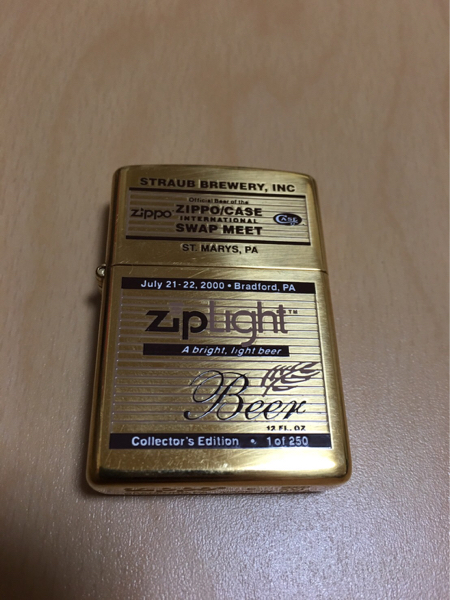 STRAUB BREWERY, INC
Official Beer of the
zippo ZIPPO/CASE CASE
INTERNATIONAL
SWAP MEET
ST. MARYS, PA
July 21-22, 2000 • Bradford, PA
zipLight™
A bright, light beer
Beer
12 FL. OZ
Collector's Edition • 1 of 250